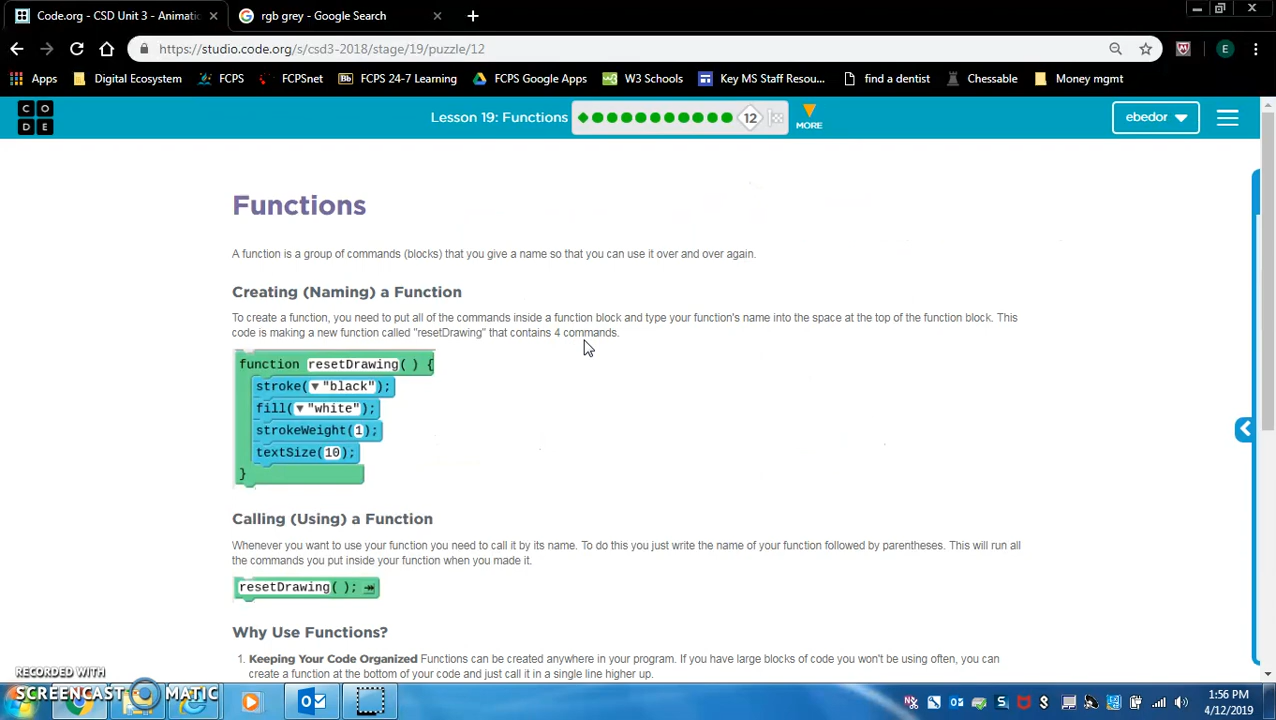 Code.org - CSD Unit 3 - Animatic
rgb grey - Google Search
https://studio.code.org/s/csd3-2018/stage/19/puzzle/12
E
Apps
Digital Ecosystem
FCPS
FCPSnet
Bb
FCPS 24-7 Learning
FCPS Google Apps
W3 Schools
Key MS Staff Resou...
find a dentist
Chessable
Money mgmt
C O
D E
Lesson 19: Functions
12
MORE
ebedor
Functions
A function is a group of commands (blocks) that you give a name so that you can use it over and over again.
Creating (Naming) a Function
To create a function, you need to put all of the commands inside a function block and type your function's name into the space at the top of the function block. This
code is making a new function called "resetDrawing" that contains 4 commands.
function resetDrawing( ) {
stroke(▼"black");
fill(▼"white");
strokeWeight(1);
textSize(10);
}
Calling (Using) a Function
Whenever you want to use your function you need to call it by its name. To do this you just write the name of your function followed by parentheses. This will run all
the commands you put inside your function when you made it.
resetDrawing( );
Why Use Functions?
1. Keeping Your Code Organized Functions can be created anywhere in your program. If you have large blocks of code you won't be using often, you can
create a function at the bottom of your code and just call it in a single line higher up.
RECORDED WITH
SCREENCAST MATIC
1:56 PM
4/12/2019